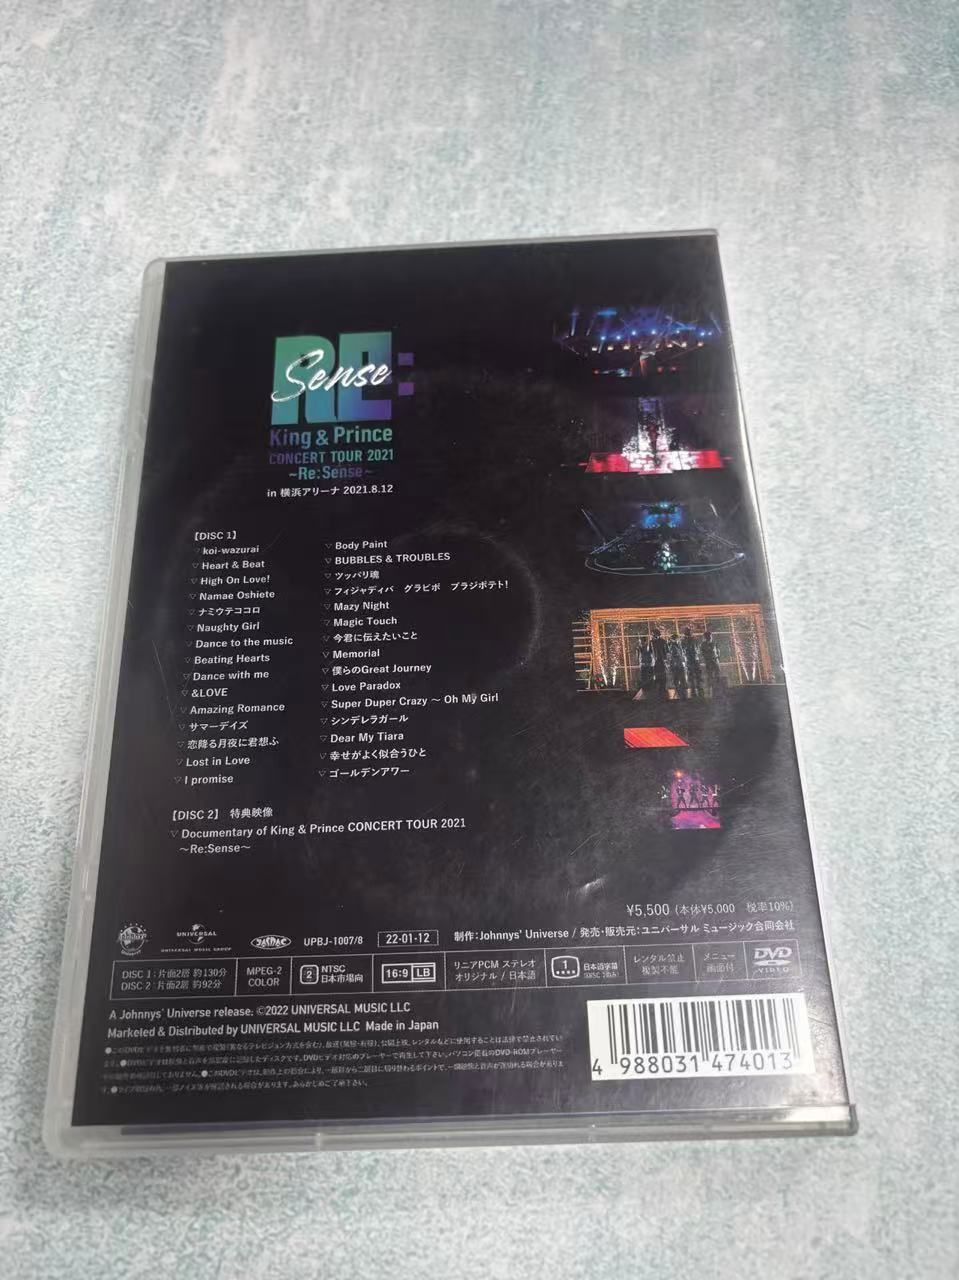 RE:
Sense
King & Prince
CONCERT TOUR 2021
～Re:Sense～
in 横浜アリーナ 2021.8.12
【DISC 1】
▽ koi-wazurai
▽ Heart & Beat
▽ High On Love!
▽ Namae Oshiete
▽ ナミウテココロ
▽ Naughty Girl
▽ Dance to the music
▽ Beating Hearts
▽ Dance with me
▽ &LOVE
▽ Amazing Romance
▽ サマーデイズ
▽ 恋降る月夜に君想ふ
▽ Lost in Love
▽ I promise
▽ Body Paint
▽ BUBBLES & TROUBLES
▽ ツッパリ魂
▽ フィジャディバ グラビボ ブラジポテト!
▽ Mazy Night
▽ Magic Touch
▽ 今君に伝えたいこと
▽ Memorial
▽ 僕らのGreat Journey
▽ Love Paradox
▽ Super Duper Crazy ～ Oh My Girl
▽ シンデレラガール
▽ Dear My Tiara
▽ 幸せがよく似合うひと
▽ ゴールデンアワー
【DISC 2】 特典映像
▽ Documentary of King & Prince CONCERT TOUR 2021
～Re:Sense～
¥5,500 (本体¥5,000 税率10%)
UNIVERSAL
UNIVERSAL MUSIC GROUP
JASRAC
UPBJ-1007/8
22-01-12
制作:Johnnys' Universe / 発売・販売元:ユニバーサル ミュージック合同会社
DISC 1:片面2層 約130分
DISC 2:片面2層 約92分
MPEG-2
COLOR
2 NTSC
日本市場向
16:9 LB
リニアPCM ステレオ
オリジナル / 日本語
1 日本語字幕
(DISC 1のみ)
レンタル禁止
複製不能
メニュー
画面付
DVD
VIDEO
A Johnnys' Universe release. ©2022 UNIVERSAL MUSIC LLC
Marketed & Distributed by UNIVERSAL MUSIC LLC Made in Japan
4 988031 474013